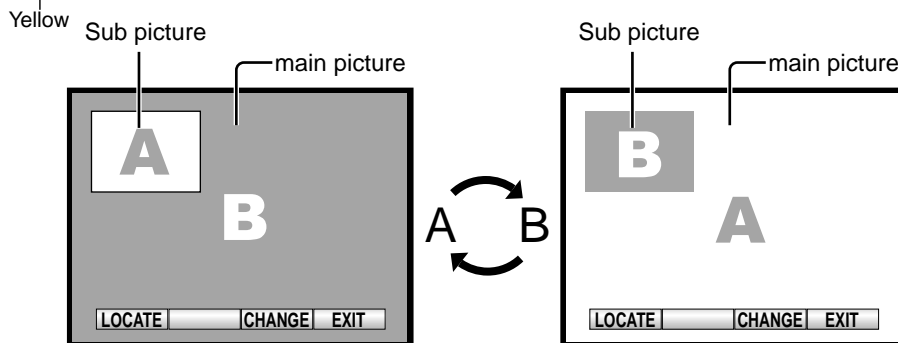 Yellow
Sub picture
main picture
A
B
LOCATE CHANGE EXIT
A B
Sub picture
main picture
B
A
LOCATE CHANGE EXIT